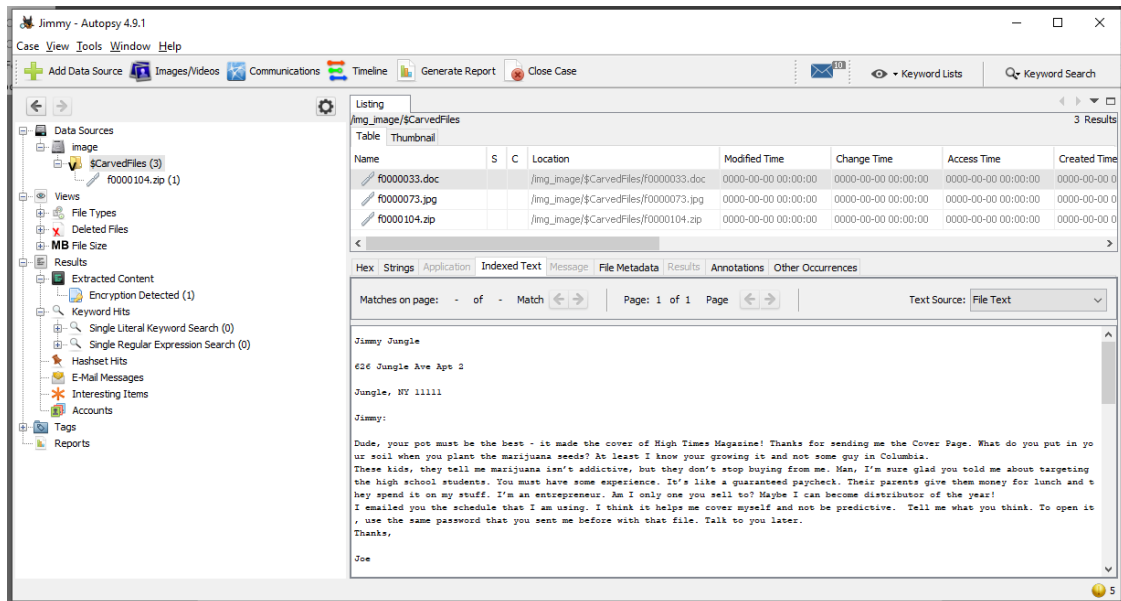 Jimmy - Autopsy 4.9.1
Case View Tools Window Help
Add Data Source Images/Videos Communications Timeline Generate Report Close Case 10 Keyword Lists Keyword Search
Listing
/img_image/$CarvedFiles 3 Results
Table Thumbnail
Name S C Location Modified Time Change Time Access Time Created Time
f0000033.doc /img_image/$CarvedFiles/f0000033.doc 0000-00-00 00:00:00 0000-00-00 00:00:00 0000-00-00 00:00:00 0000-00-00 0
f0000073.jpg /img_image/$CarvedFiles/f0000073.jpg 0000-00-00 00:00:00 0000-00-00 00:00:00 0000-00-00 00:00:00 0000-00-00 0
f0000104.zip /img_image/$CarvedFiles/f0000104.zip 0000-00-00 00:00:00 0000-00-00 00:00:00 0000-00-00 00:00:00 0000-00-00 0
Data Sources
image
$CarvedFiles (3)
f0000104.zip (1)
Views
File Types
Deleted Files
MB File Size
Results
Extracted Content
Encryption Detected (1)
Keyword Hits
Single Literal Keyword Search (0)
Single Regular Expression Search (0)
Hashset Hits
E-Mail Messages
Interesting Items
Accounts
Tags
Reports
Hex Strings Application Indexed Text Message File Metadata Results Annotations Other Occurrences
Matches on page: - of - Match Page: 1 of 1 Page Text Source: File Text
Jimmy Jungle
626 Jungle Ave Apt 2
Jungle, NY 11111
Jimmy:
Dude, your pot must be the best - it made the cover of High Times Magazine! Thanks for sending me the Cover Page. What do you put in yo
ur soil when you plant the marijuana seeds? At least I know your growing it and not some guy in Columbia.
These kids, they tell me marijuana isn't addictive, but they don't stop buying from me. Man, I'm sure glad you told me about targeting
the high school students. You must have some experience. It's like a guaranteed paycheck. Their parents give them money for lunch and t
hey spend it on my stuff. I'm an entrepreneur. Am I only one you sell to? Maybe I can become distributor of the year!
I emailed you the schedule that I am using. I think it helps me cover myself and not be predictive.  Tell me what you think. To open it
, use the same password that you sent me before with that file. Talk to you later.
Thanks,
Joe
5